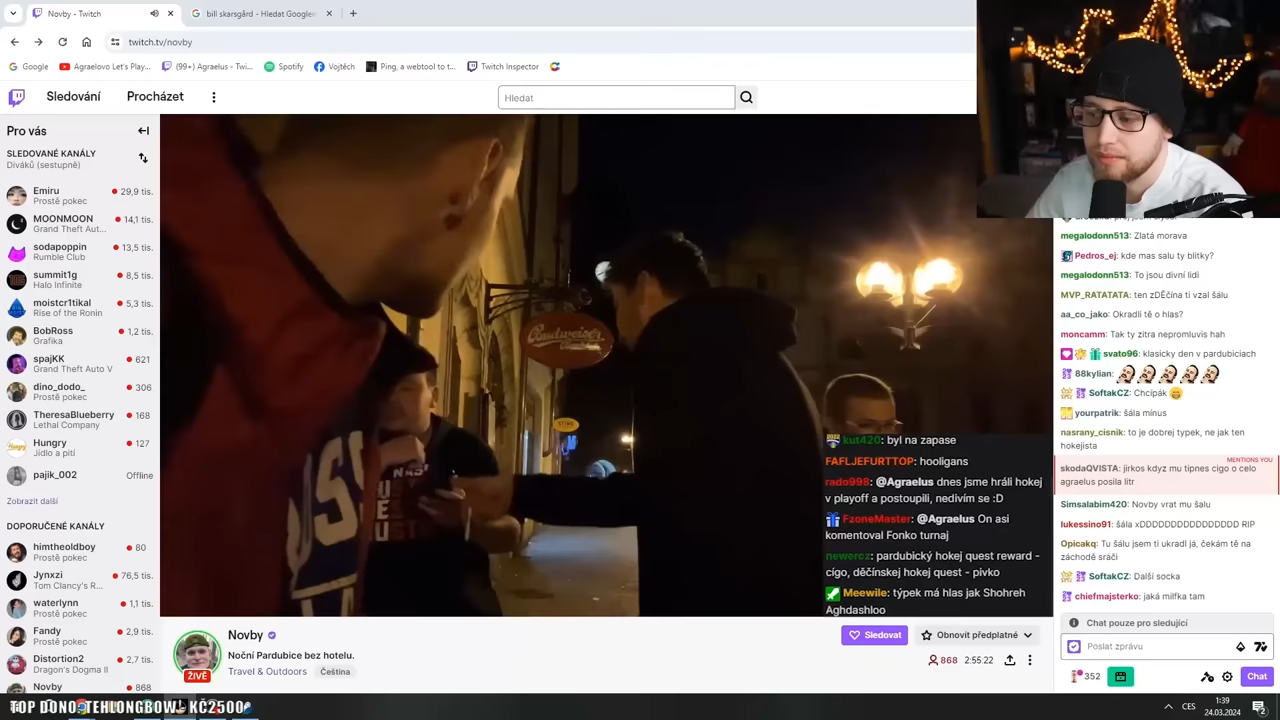 Novby - Twitch
bill skarsgård - Hledat Google
twitch.tv/novby
Google
Agraelovo Let's Play...
(99+) Agraelus - Twi...
Spotify
Vojtěch
Ping, a webtool to t...
Twitch Inspector
Sledování
Procházet
Hledat
Pro vás
SLEDOVANÉ KANÁLY
Diváků (sestupně)
Emiru
29,9 tis.
Prostě pokec
MOONMOON
14,1 tis.
Grand Theft Aut...
sodapoppin
13,5 tis.
Rumble Club
summit1g
8,5 tis.
Halo Infinite
moistcr1tikal
5,3 tis.
Rise of the Ronin
BobRoss
1,2 tis.
Grafika
spajKK
621
Grand Theft Auto V
dino_dodo_
306
Prostě pokec
TheresaBlueberry
168
Lethal Company
Hungry
127
Jídlo a pití
pajik_002
Offline
Zobrazit další
DOPORUČENÉ KANÁLY
himtheoldboy
80
Prostě pokec
Jynxzi
76,5 tis.
Tom Clancy's R...
waterlynn
1,1 tis.
Prostě pokec
Fandy
2,9 tis.
Prostě pokec
Distortion2
2,7 tis.
Dragon's Dogma II
Novby
868
Budweiser
kut420: byl na zapase
FAFLJEFURTTOP: hooligans
rado998: @Agraelus dnes jsme hráli hokej
v playoff a postoupili, nedivím se :D
FzoneMaster: @Agraelus On asi
komentoval Fonko turnaj
newercz: pardubický hokej quest reward -
cígo, děčínskej hokej quest - pivko
Meewile: týpek má hlas jak Shohreh
Aghdashloo
megalodonn513: Zlatá morava
Pedros_ej: kde mas salu ty blitky?
megalodonn513: To jsou divní lidi
MVP_RATATATA: ten zDĚčína ti vzal šálu
aa_co_jako: Okradli tě o hlas?
moncamm: Tak ty zitra nepromluvis hah
svato96: klasicky den v pardubiciach
88kylian:
SoftakCZ: Chcípák
yourpatrik: šála mínus
nasrany_cisnik: to je dobrej typek, ne jak ten
hokejista
MENTIONS YOU
skodaQVISTA: jirkos kdyz mu tipnes cigo o celo
agraelus posila litr
Simsalabim420: Novby vrat mu šalu
lukessino91: šála xDDDDDDDDDDDDDDDD RIP
Opicakq: Tu šálu jsem ti ukradl já, čekám tě na
záchodě sráči
SoftakCZ: Další socka
chiefmajsterko: jaká milfka tam
Chat pouze pro sledující
Poslat zprávu
352
Chat
Novby
ŽIVĚ
Noční Pardubice bez hotelu.
Travel & Outdoors
Čeština
Sledovat
Obnovit předplatné
868
2:55:22
TOP DONO: TEHLONGBOW - KČ2500
CES
1:39
24.03.2024
2